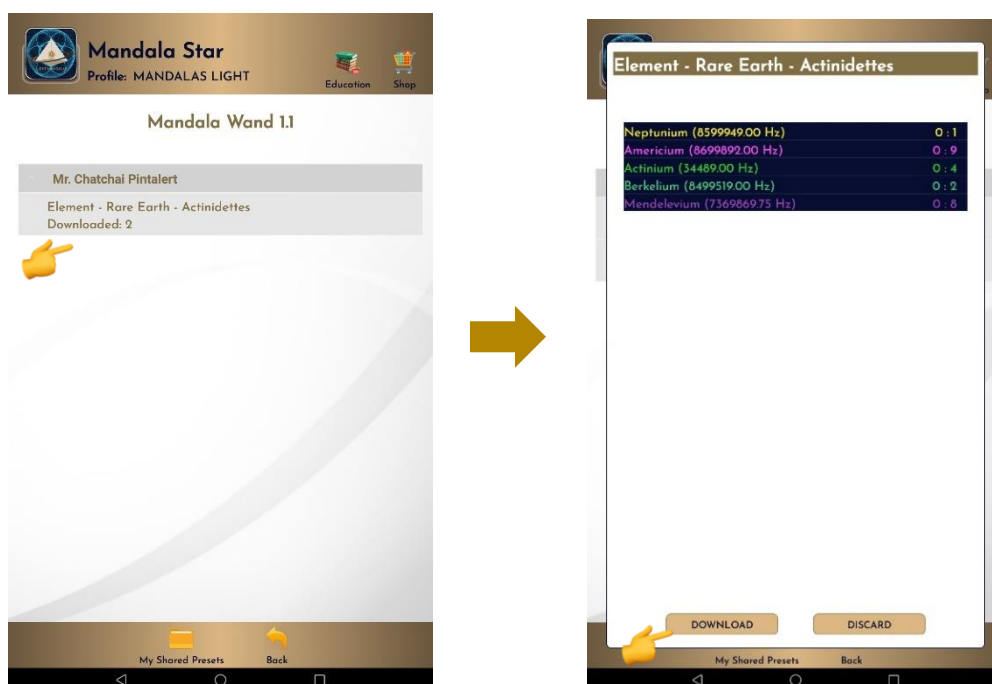 Mandala Star
Profile: MANDALAS LIGHT
Education
Shop
Mandala Wand 1.1
Mr. Chatchai Pintalert
Element - Rare Earth - Actinidettes
Downloaded: 2
My Shared Presets
Back
Element - Rare Earth - Actinidettes
Neptunium (8599949.00 Hz) 0 : 1
Americium (8699892.00 Hz) 0 : 9
Actinium (34489.00 Hz) 0 : 4
Berkelium (8499519.00 Hz) 0 : 2
Mendelevium (7369869.75 Hz) 0 : 8
DOWNLOAD
DISCARD
My Shared Presets
Back